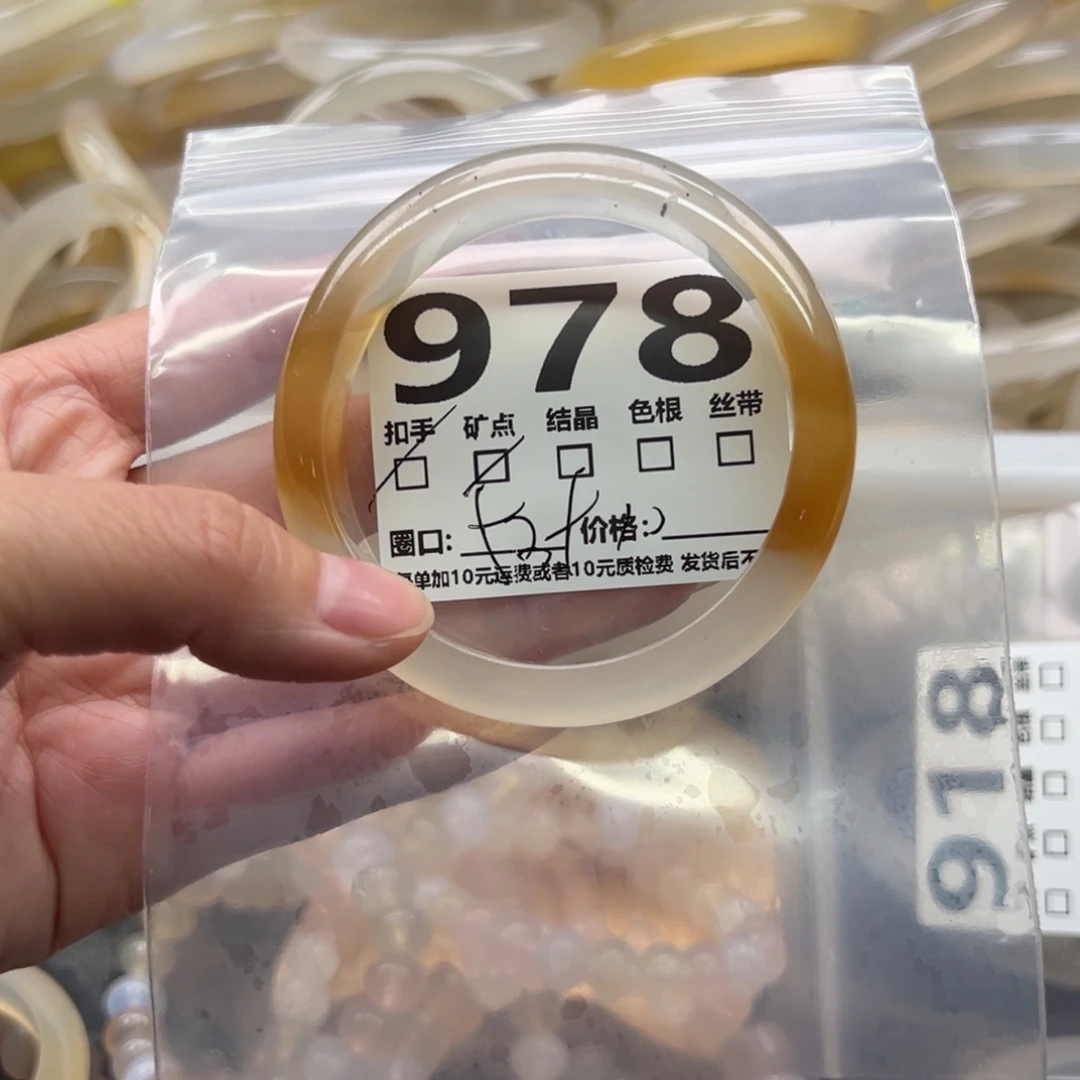 978
扣手 矿点 结晶 色根 丝带
圈口: 价格:
单加10元运费或者10元质检费 发货后不
918